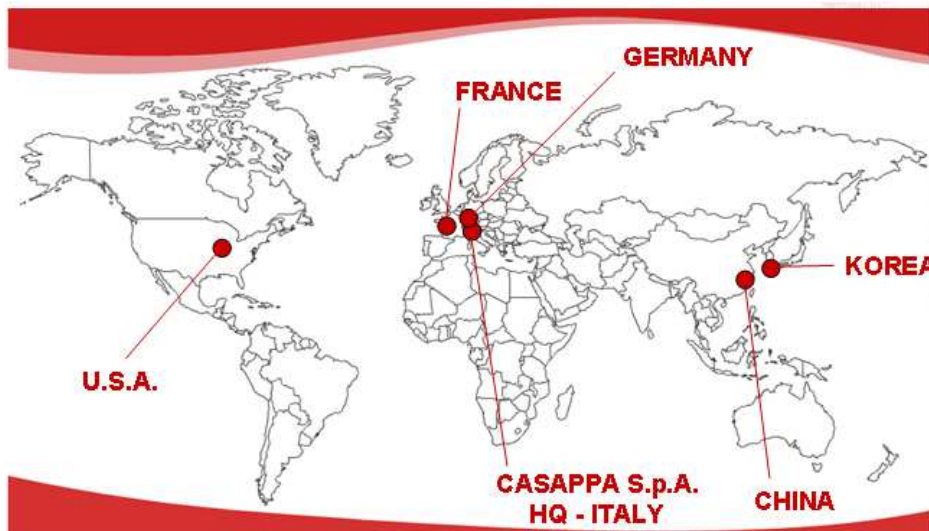 GERMANY
FRANCE
KOREA
U.S.A.
CASAPPA S.p.A.
HQ - ITALY
CHINA